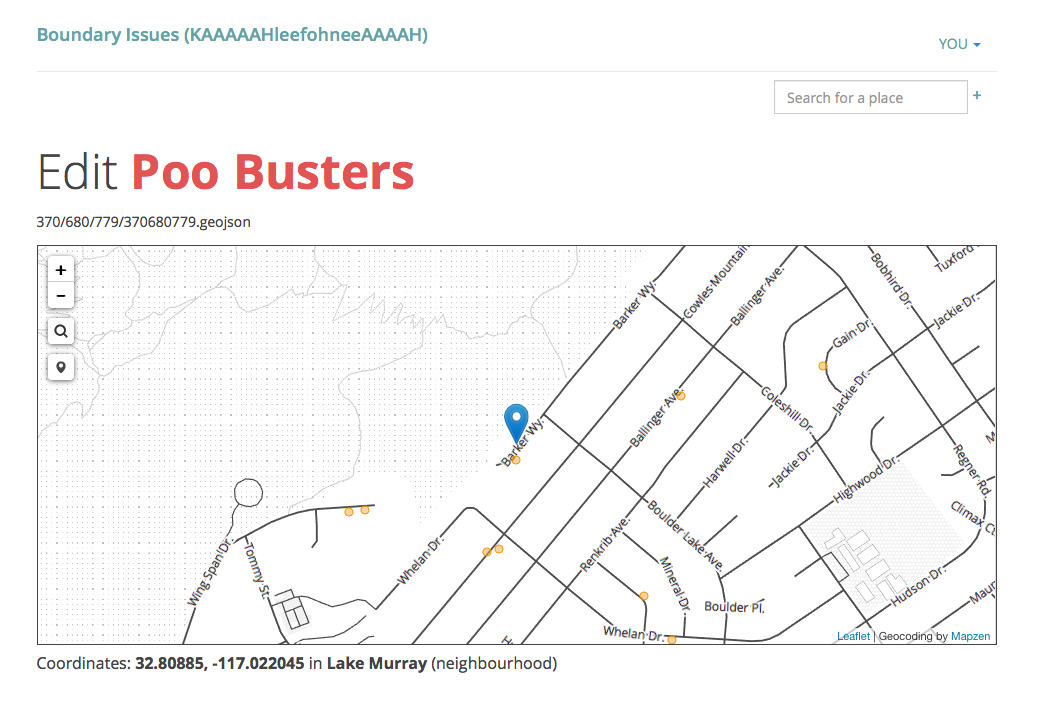 Boundary Issues (KAAAAAHleefohneeAAAAH)
YOU
Search for a place +
Edit Poo Busters
370/680/779/370680779.geojson
+
-
Barker Wy.
Cowles Mountain
Ballinger Ave.
Bobhird Dr.
Tuxford
Jackie Dr.
Gain Dr.
Jackie Dr.
Ballinger Ave.
Coleshill Dr.
Barker Wy.
Harwell Dr.
Jackie Dr.
Highwood Dr.
Regner Rd.
Climax C
Boulder Lake Ave.
Renkrib Ave.
Whelan Dr.
Wing Span Dr.
Tommy St.
Mineral Dr.
Hudson Dr.
Maur
Boulder Pl.
Whelan Dr.
Leaflet | Geocoding by Mapzen
Coordinates: 32.80885, -117.022045 in Lake Murray (neighbourhood)